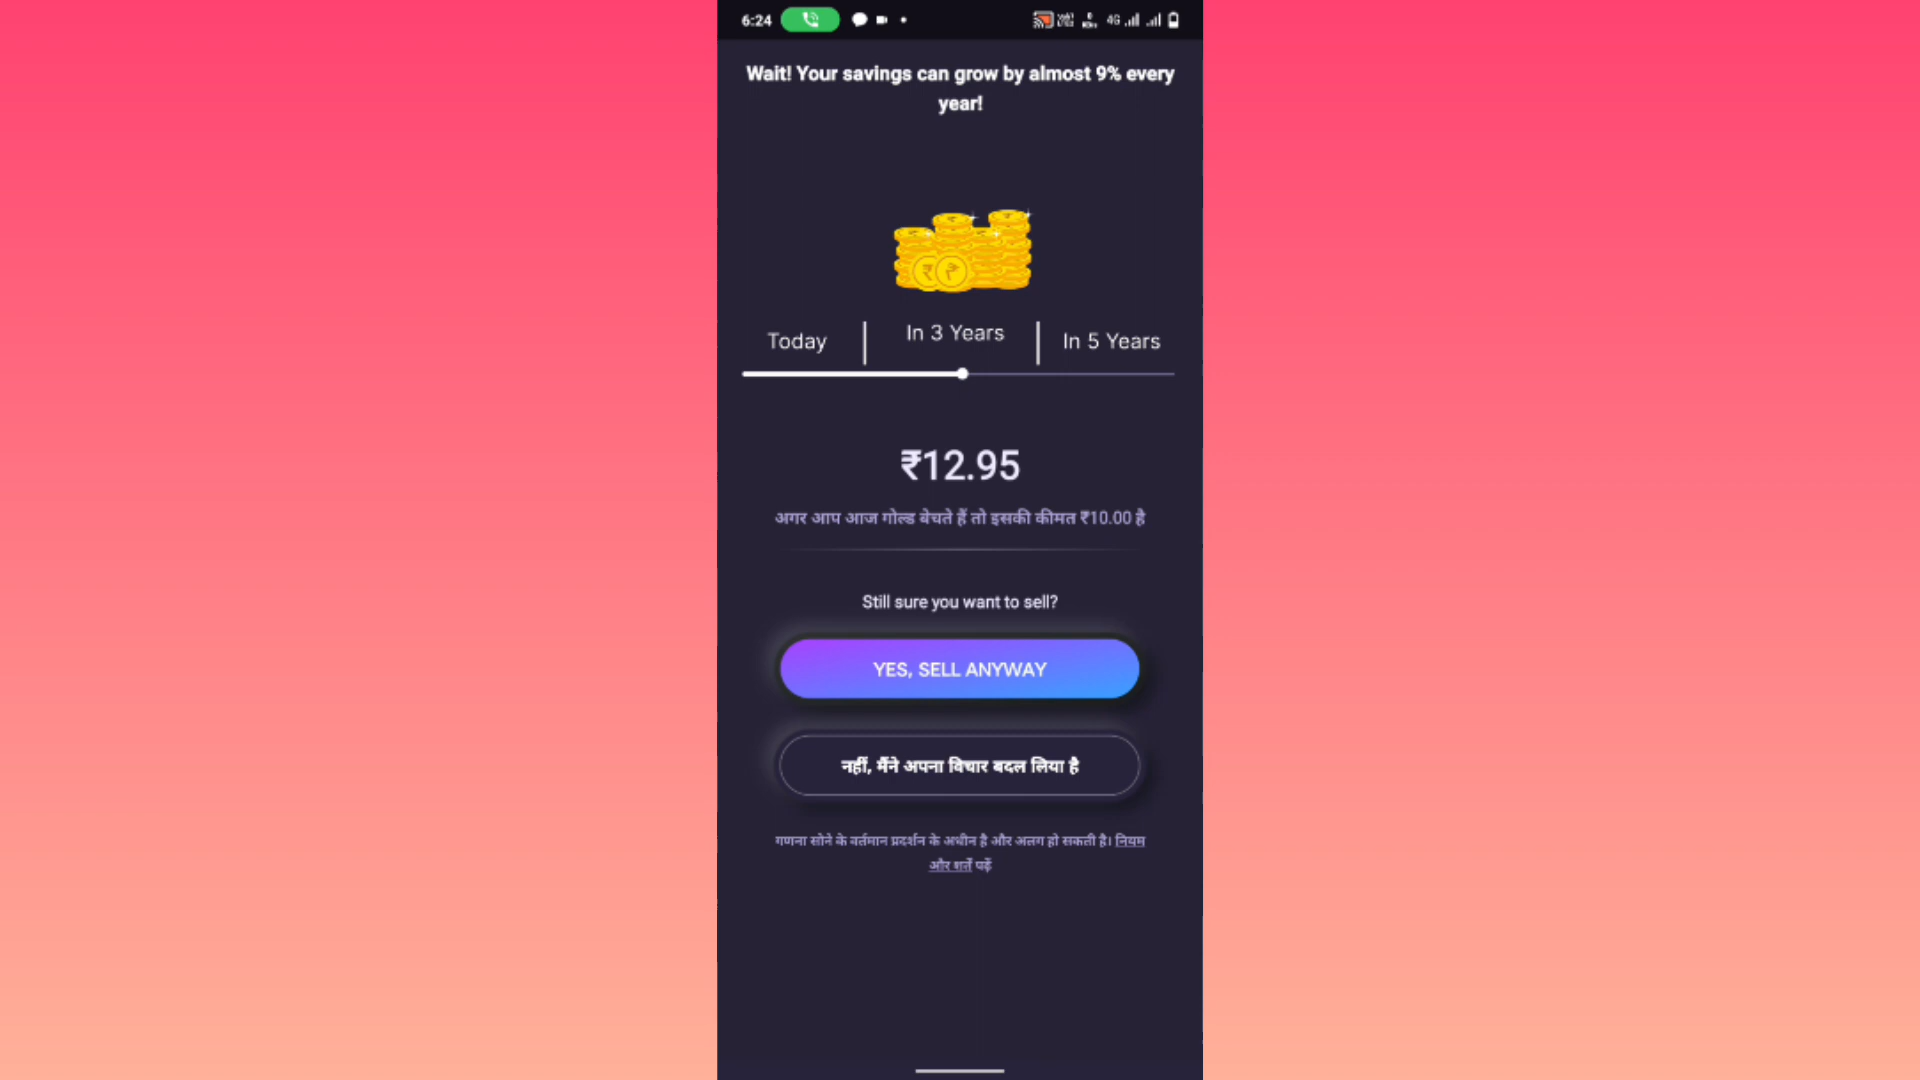 6:24
4G
Wait! Your savings can grow by almost 9% every
year!
Today
In 3 Years
In 5 Years
₹12.95
अगर आप आज गोल्ड बेचते हैं तो इसकी कीमत ₹10.00 है
Still sure you want to sell?
YES, SELL ANYWAY
नहीं, मैंने अपना विचार बदल लिया है
गणना सोने के वर्तमान प्रदर्शन के अधीन है और अलग हो सकती है। नियम
और शर्तें पढ़ें